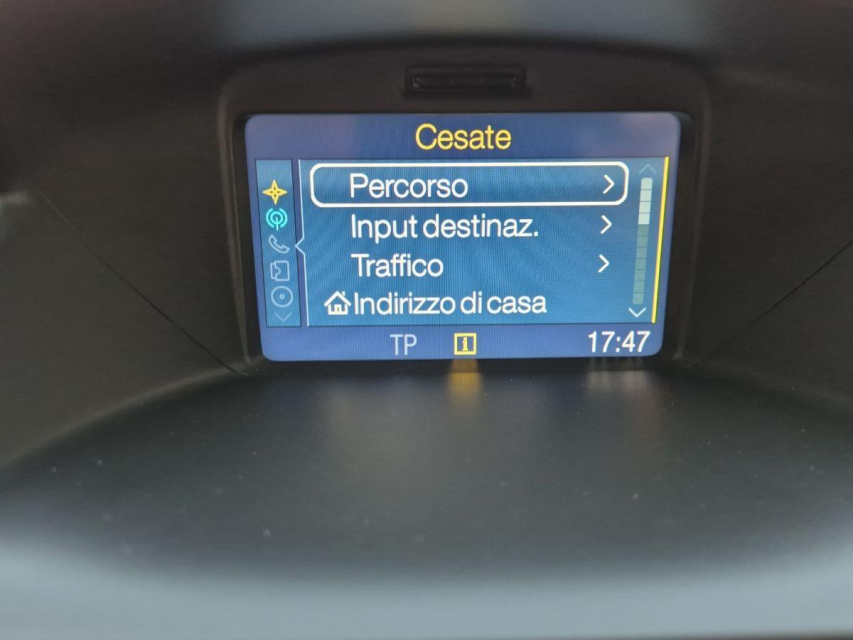 Cesate
Percorso
Input destinaz.
Traffico
Indirizzo di casa
TP i 17:47